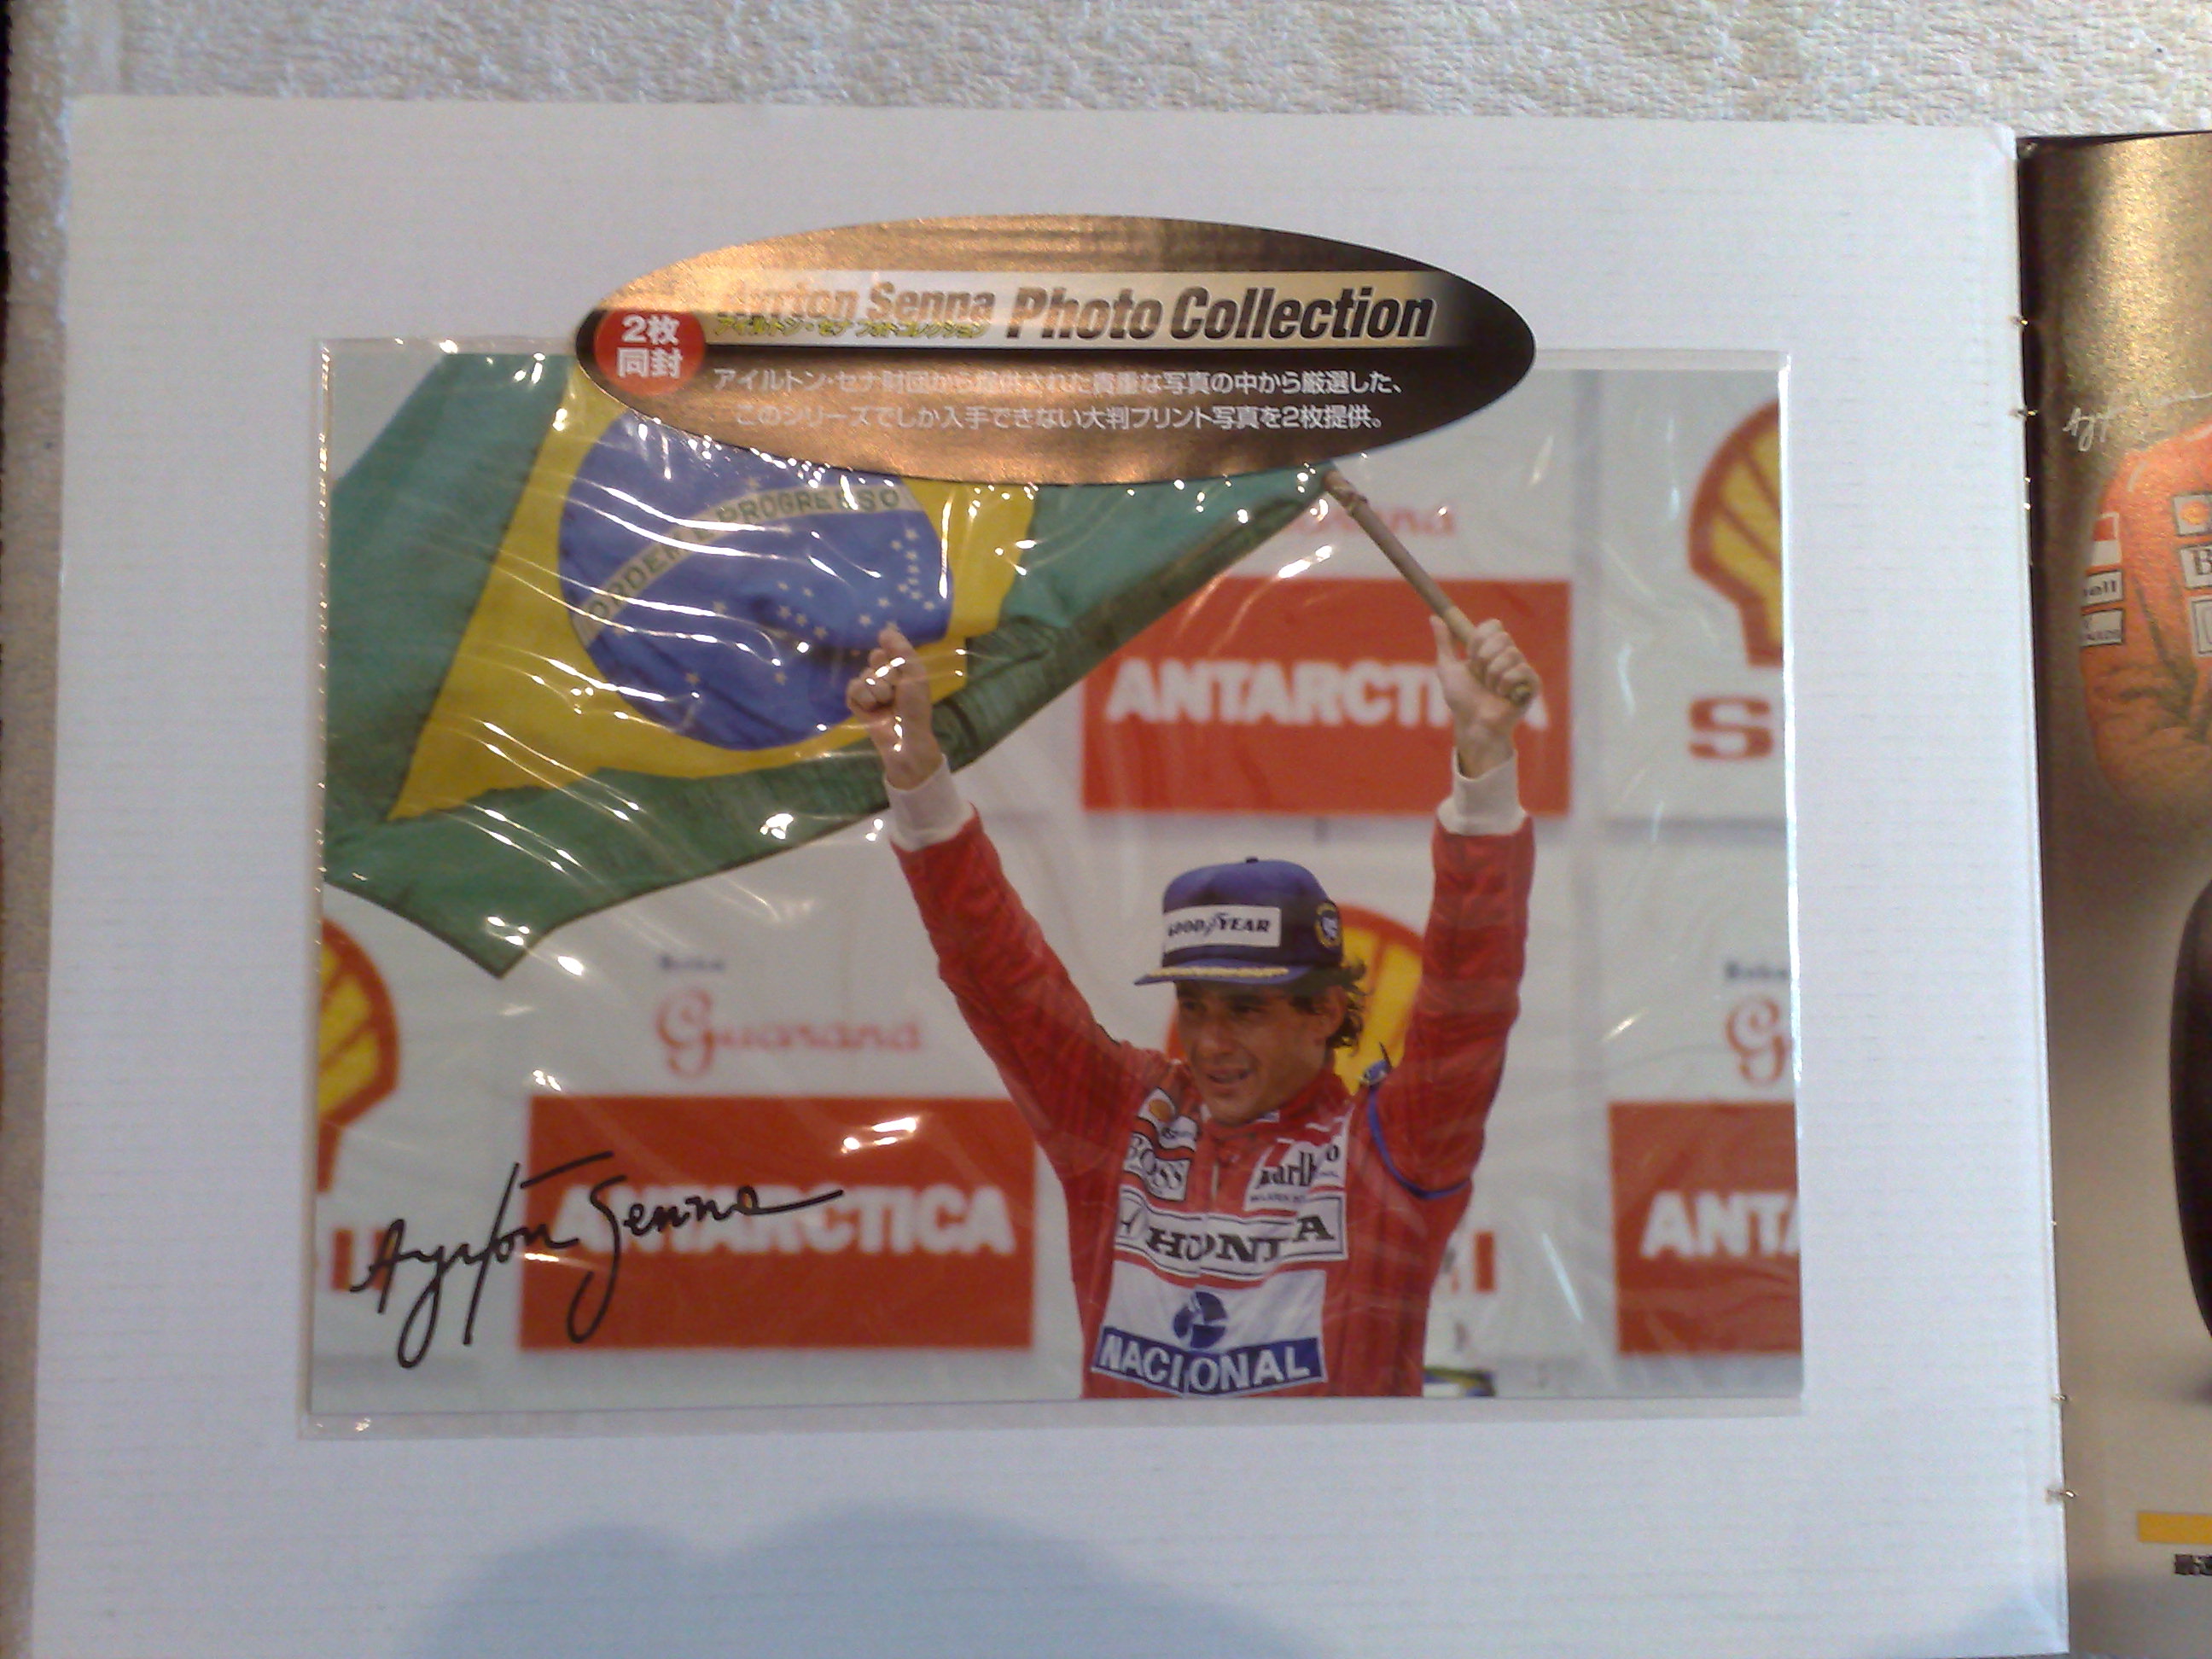 Ayrton Senna Photo Collection
アイルトン・セナ フォトコレクション
2枚
同封
アイルトン・セナ財団から提供された貴重な写真の中から厳選した、
このシリーズでしか入手できない大判プリント写真を2枚提供。
ORDEM E PROGRESSO
ANTARCTICA
S
GOOD YEAR
Guaraná
BOSS
Marlboro
HONDA
NACIONAL
ANTARCTICA
ANTA
Ayrton Senna